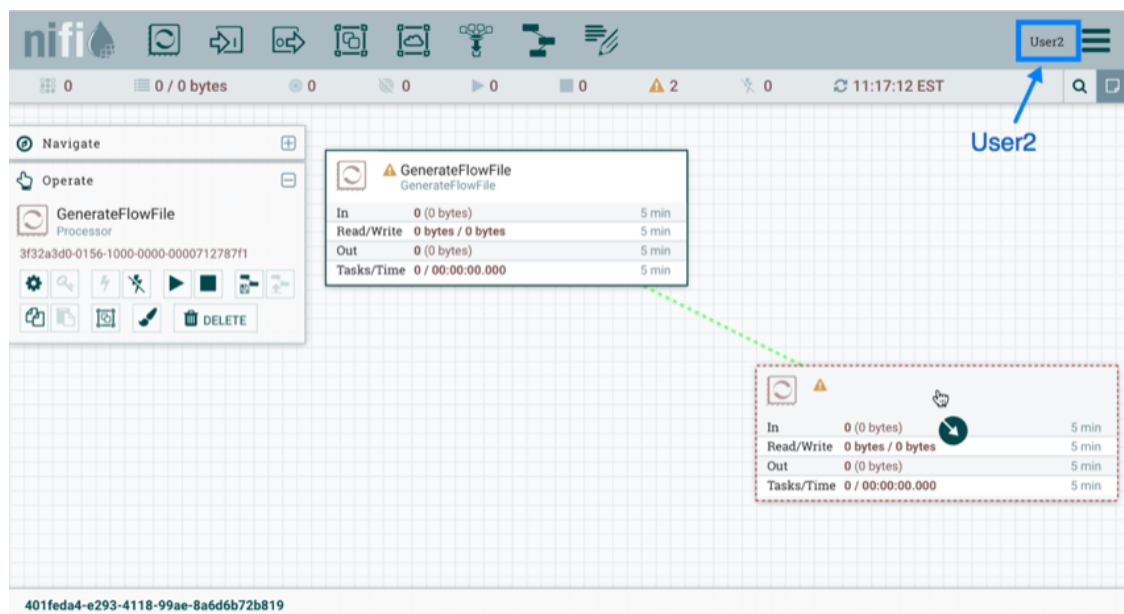 nifi
User2
0
0 / 0 bytes
0
0
0
0
2
0
11:17:12 EST
User2
Navigate
Operate
GenerateFlowFile
Processor
3f32a3d0-0156-1000-0000-0000712787f1
DELETE
GenerateFlowFile
GenerateFlowFile
In 0 (0 bytes) 5 min
Read/Write 0 bytes / 0 bytes 5 min
Out 0 (0 bytes) 5 min
Tasks/Time 0 / 00:00:00.000 5 min
In 0 (0 bytes) 5 min
Read/Write 0 bytes / 0 bytes 5 min
Out 0 (0 bytes) 5 min
Tasks/Time 0 / 00:00:00.000 5 min
401feda4-e293-4118-99ae-8a6d6b72b819